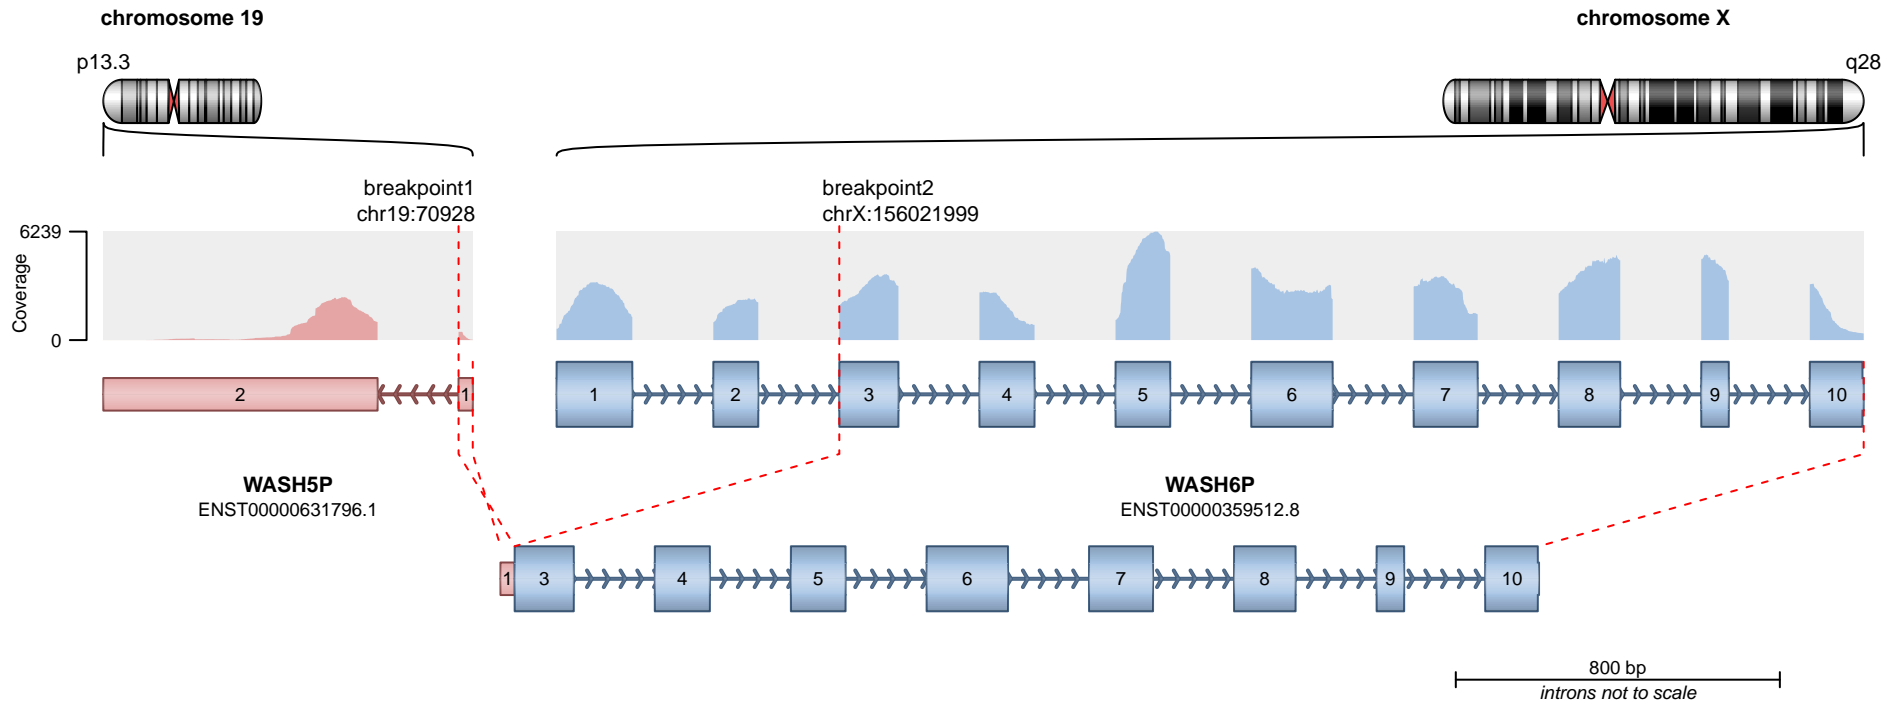 chromosome 19
chromosome X
p13.3
q28
breakpoint1
chr19:70928
breakpoint2
chrX:156021999
6239
Coverage
0
2
1
1
2
3
4
5
6
7
8
9
10
WASH5P
ENST00000631796.1
WASH6P
ENST00000359512.8
1
3
4
5
6
7
8
9
10
800 bp
introns not to scale